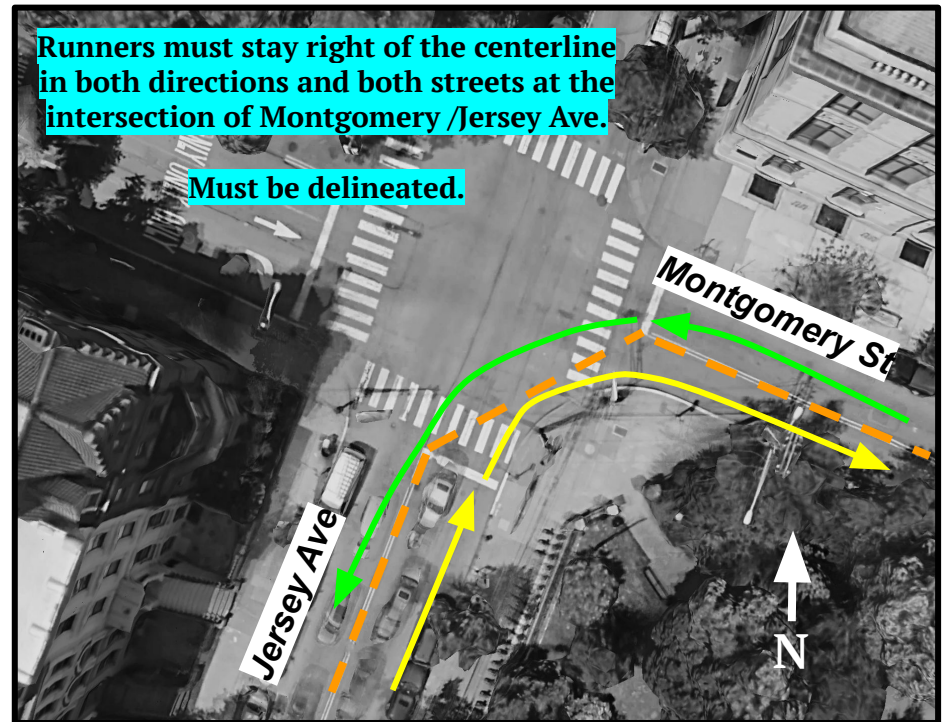 Runners must stay right of the centerline
in both directions and both streets at the
intersection of Montgomery /Jersey Ave.
Must be delineated.
ONLY
Montgomery St
Jersey Ave
N